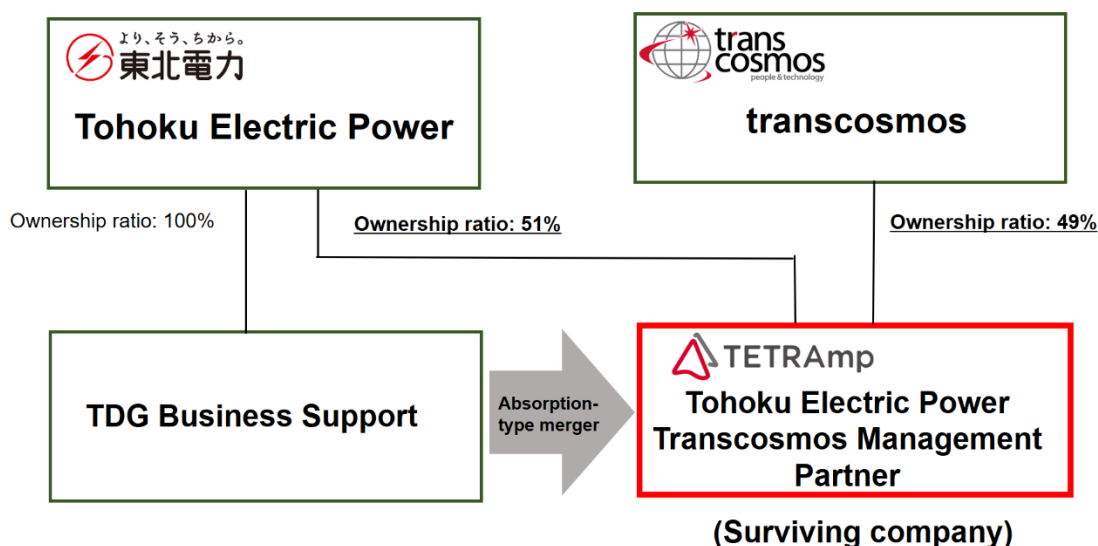 より、そう、ちから。
東北電力
Tohoku Electric Power
trans
cosmos
people & technology
transcosmos
Ownership ratio: 100%
Ownership ratio: 51%
Ownership ratio: 49%
TDG Business Support
Absorption-
type merger
TETRAmp
Tohoku Electric Power
Transcosmos Management
Partner
(Surviving company)